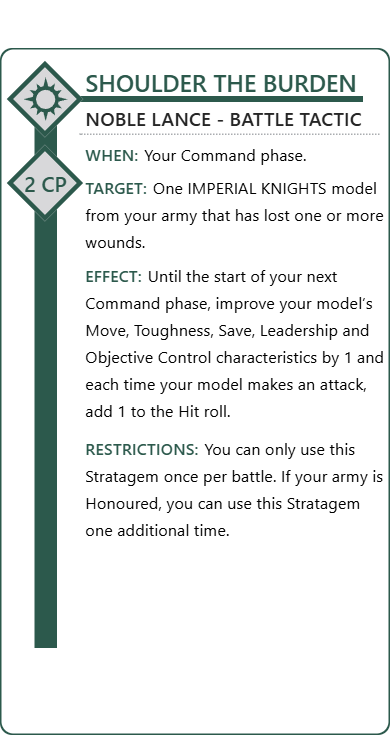 SHOULDER THE BURDEN
NOBLE LANCE - BATTLE TACTIC
WHEN: Your Command phase.
2 CP
TARGET: One IMPERIAL KNIGHTS model
from your army that has lost one or more
wounds.
EFFECT: Until the start of your next
Command phase, improve your model's
Move, Toughness, Save, Leadership and
Objective Control characteristics by 1 and
each time your model makes an attack,
add 1 to the Hit roll.
RESTRICTIONS: You can only use this
Stratagem once per battle. If your army is
Honoured, you can use this Stratagem
one additional time.